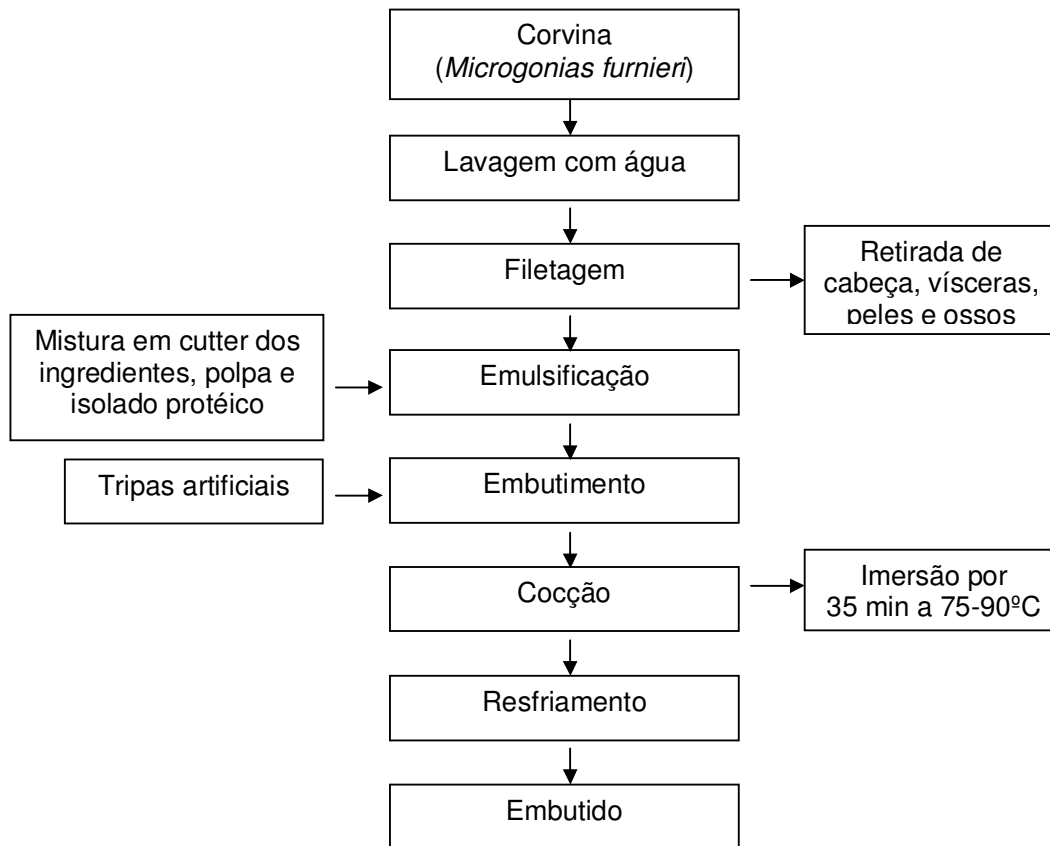 Corvina
(Microgonias furnieri)
Lavagem com água
Filetagem
Retirada de
cabeça, vísceras,
peles e ossos
Mistura em cutter dos
ingredientes, polpa e
isolado protéico
Emulsificação
Tripas artificiais
Embutimento
Cocção
Imersão por
35 min a 75-90ºC
Resfriamento
Embutido